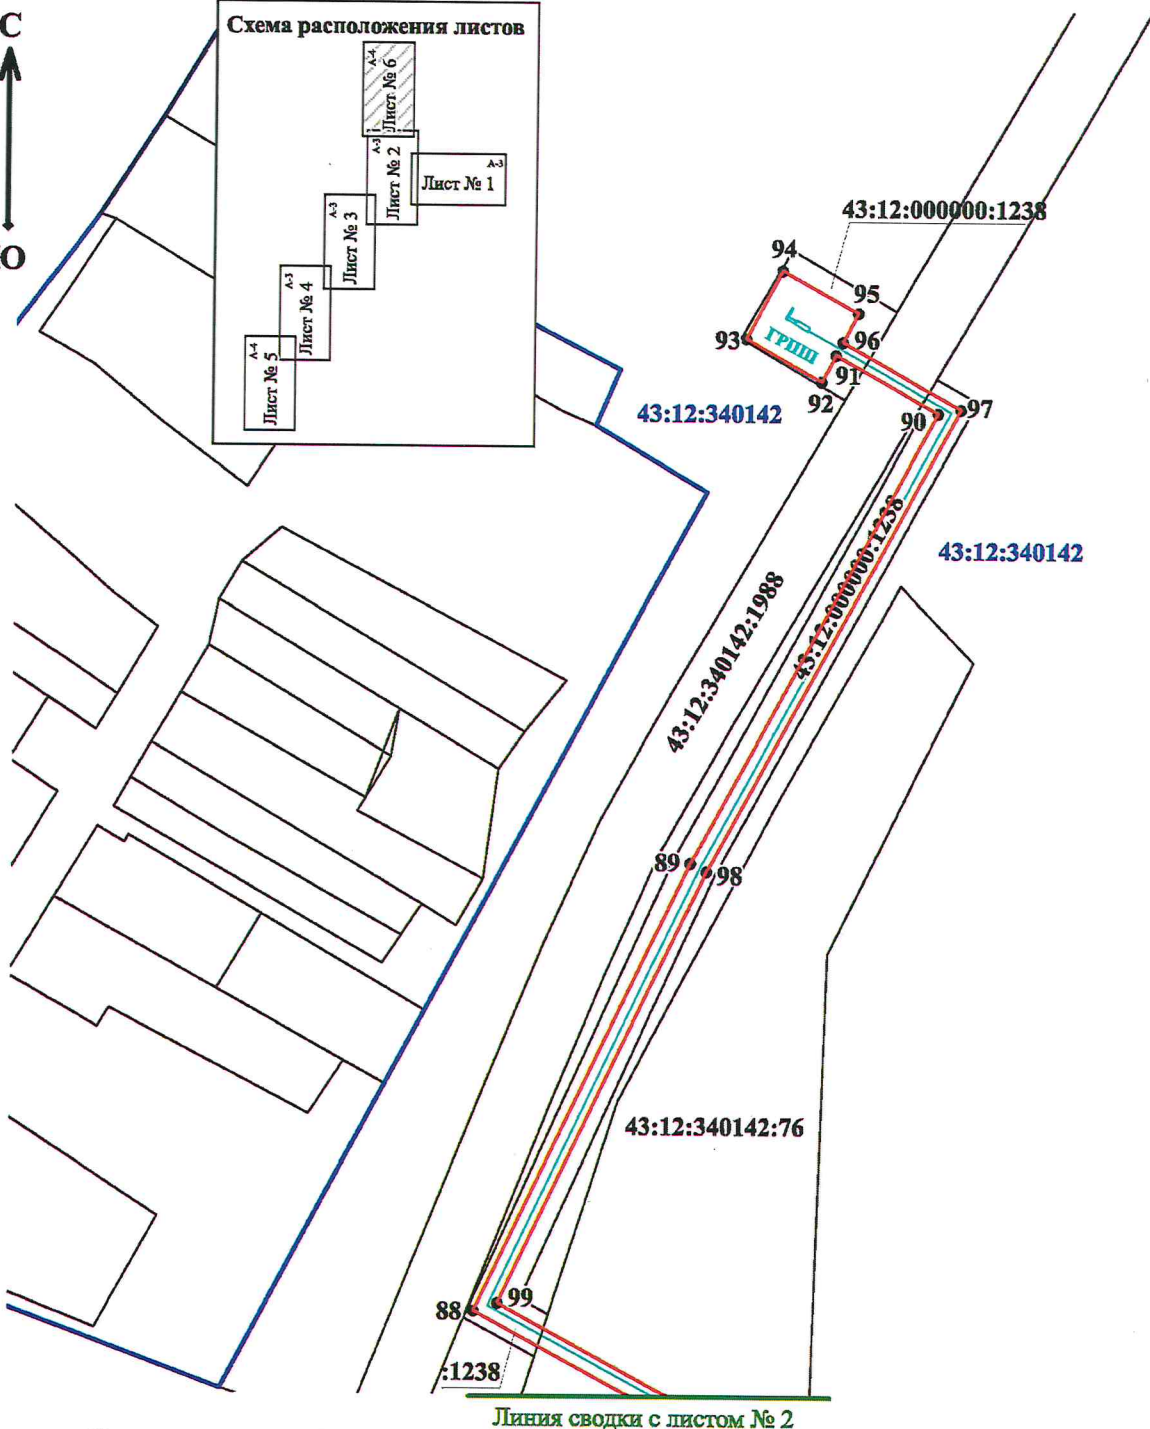 С
Ю
Схема расположения листов
А-4
Лист № 6
А-3
Лист № 2
А-3
Лист № 1
А-3
Лист № 3
А-3
Лист № 4
А-4
Лист № 5
43:12:000000:1238
94
95
93
96
ГРПШ
91
92
97
90
43:12:340142
43:12:340142
43:12:000000:1238
43:12:340142:1988
89
98
43:12:340142:76
99
88
:1238
Линия сводки с листом № 2